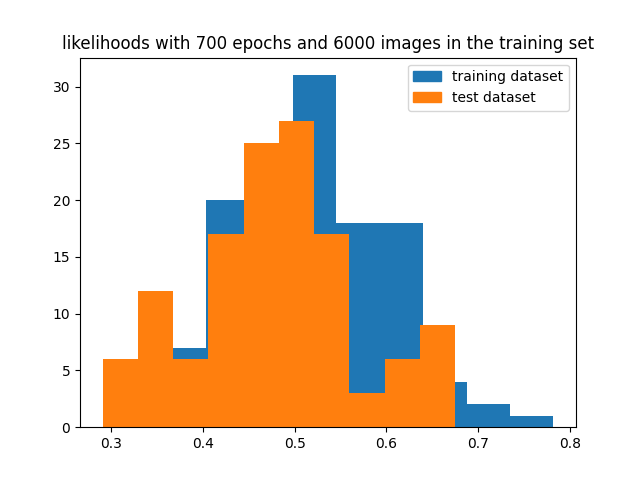 likelihoods with 700 epochs and 6000 images in the training set
training dataset
test dataset
30
25
20
15
10
5
0
0.3 0.4 0.5 0.6 0.7 0.8